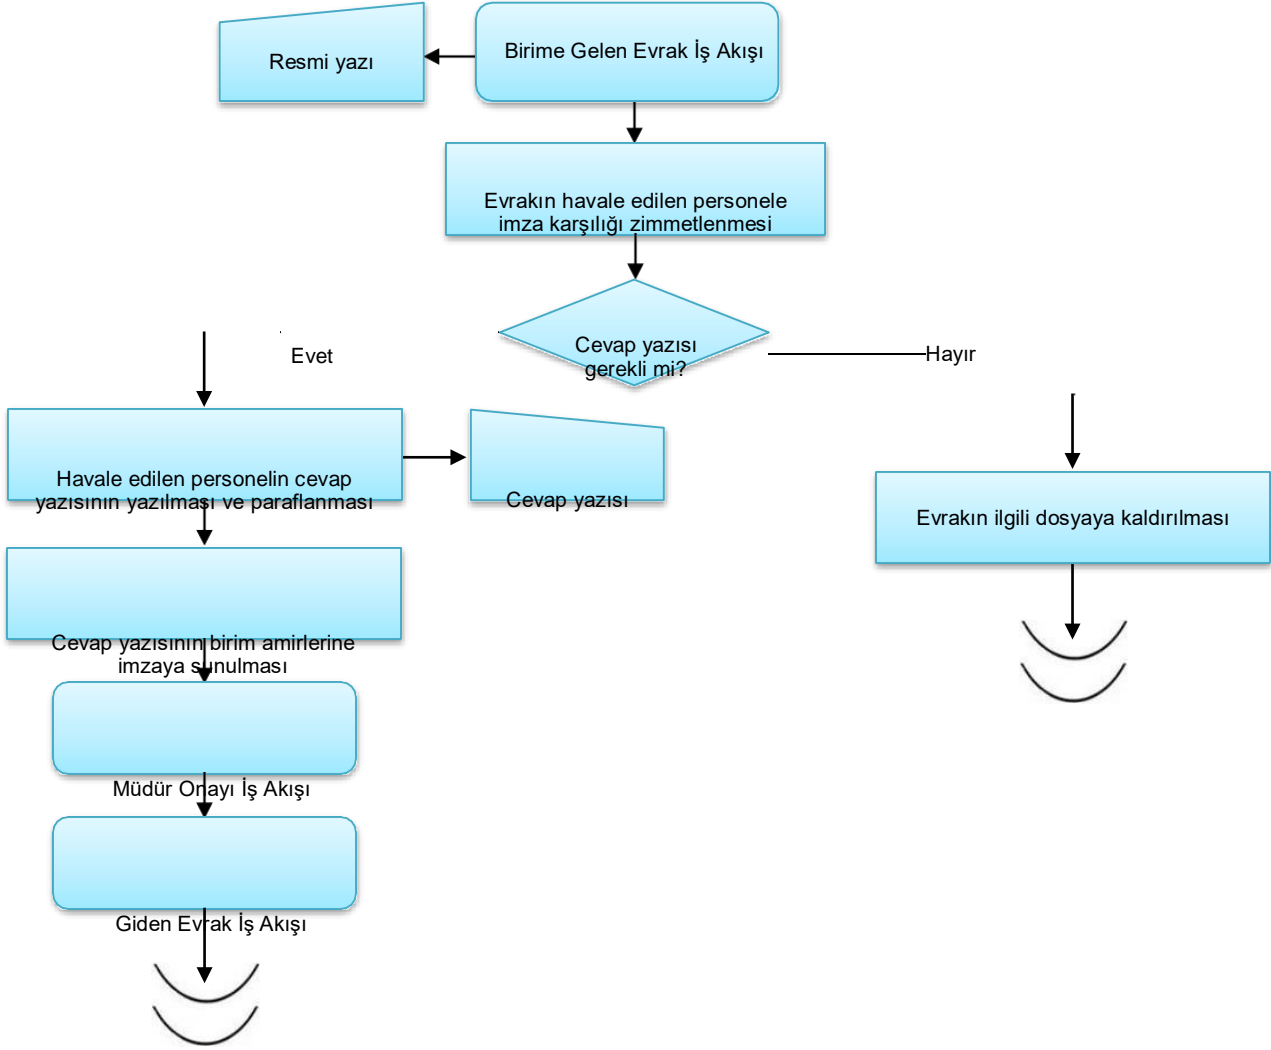 Resmi yazı
Birime Gelen Evrak İş Akışı
Evrakın havale edilen personele
imza karşılığı zimmetlenmesi
Cevap yazısı
gerekli mi?
Evet
Hayır
Havale edilen personelin cevap
yazısının yazılması ve paraflanması
Cevap yazısı
Evrakın ilgili dosyaya kaldırılması
Cevap yazısının birim amirlerine
imzaya sunulması
Müdür Onayı İş Akışı
Giden Evrak İş Akışı